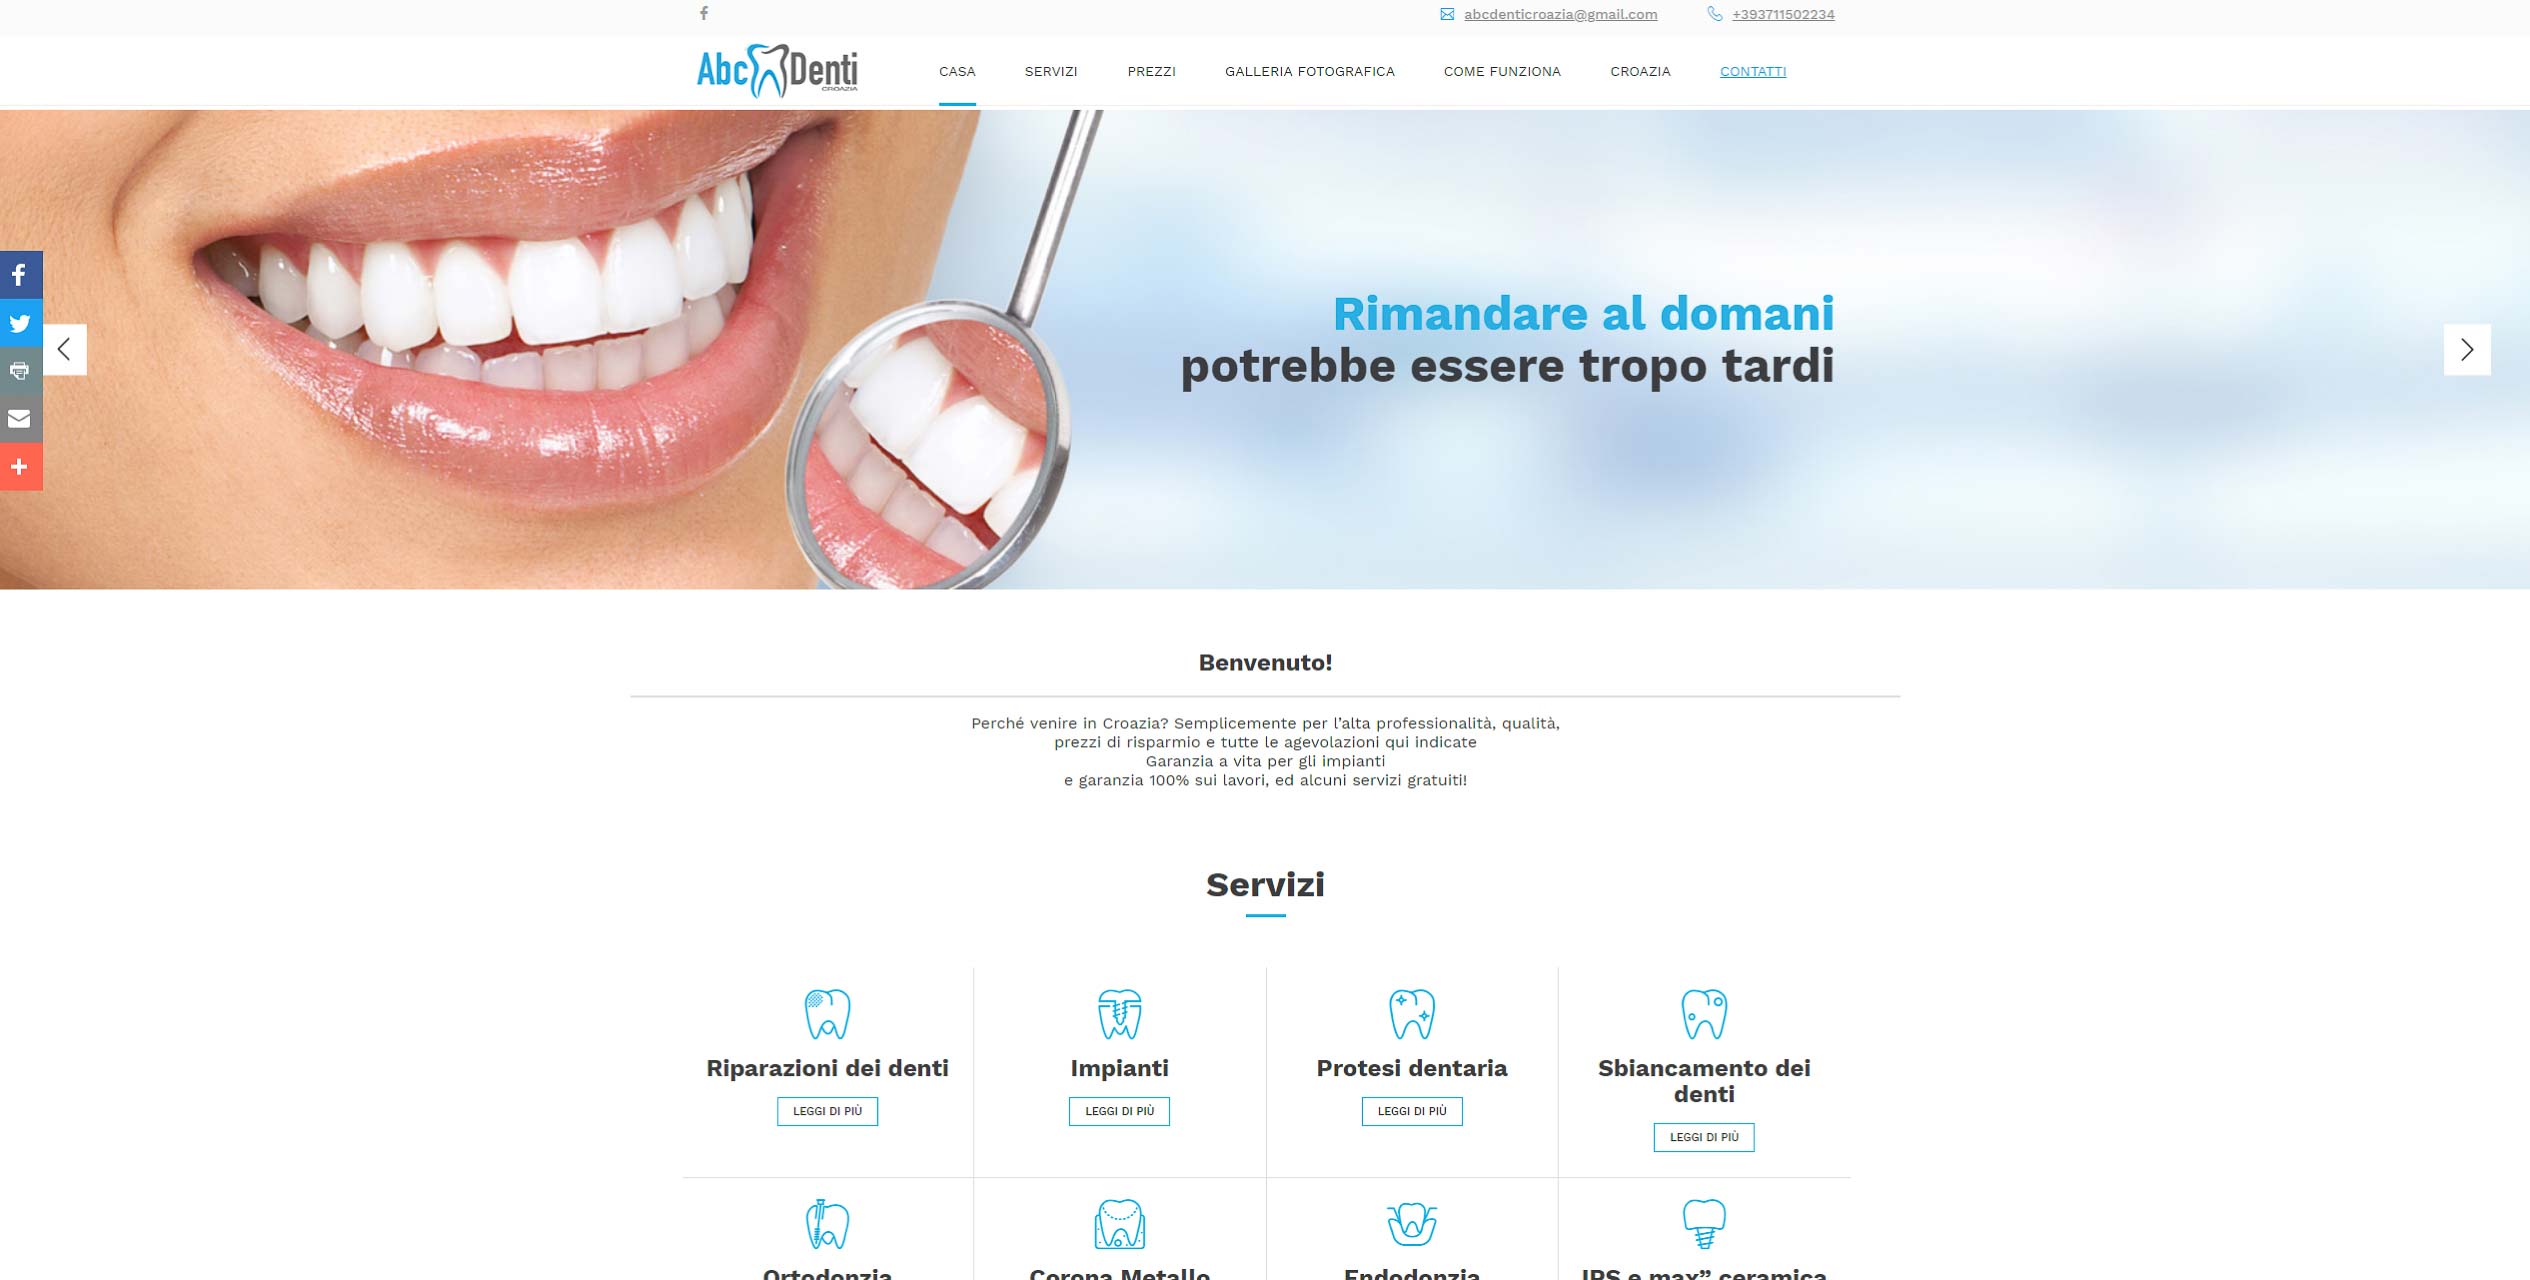 abcdenticroazia@gmail.com
+393711502234
Abc Denti
CROAZIA
CASA
SERVIZI
PREZZI
GALLERIA FOTOGRAFICA
COME FUNZIONA
CROAZIA
CONTATTI
Rimandare al domani
potrebbe essere tropo tardi
Benvenuto!
Perché venire in Croazia? Semplicemente per l’alta professionalità, qualità,
prezzi di risparmio e tutte le agevolazioni qui indicate
Garanzia a vita per gli impianti
e garanzia 100% sui lavori, ed alcuni servizi gratuiti!
Servizi
Riparazioni dei denti
LEGGI DI PIÙ
Impianti
LEGGI DI PIÙ
Protesi dentaria
LEGGI DI PIÙ
Sbiancamento dei
denti
LEGGI DI PIÙ
Ortodonzia
Corona Metallo
Endodonzia
IPS e max” ceramica